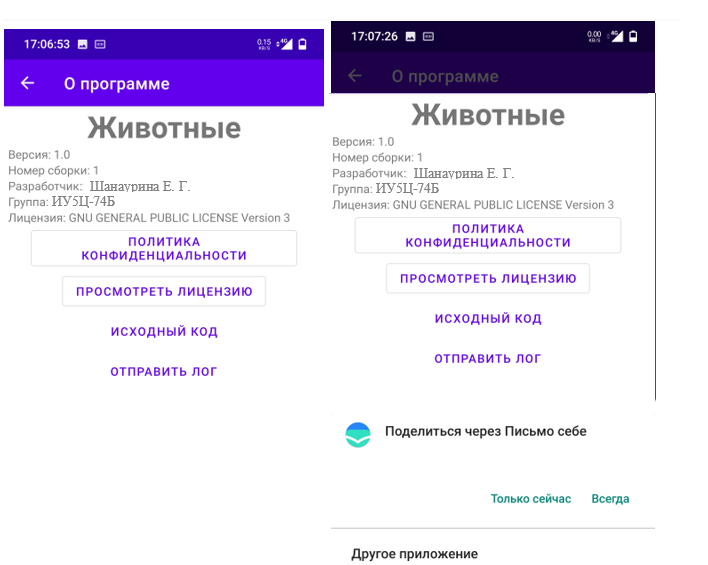 17:06:53
0.15
KB/S
4G
О программе
Животные
Версия: 1.0
Номер сборки: 1
Разработчик: Шанаурина Е. Г.
Группа: ИУ5Ц-74Б
Лицензия: GNU GENERAL PUBLIC LICENSE Version 3
ПОЛИТИКА
КОНФИДЕНЦИАЛЬНОСТИ
ПРОСМОТРЕТЬ ЛИЦЕНЗИЮ
ИСХОДНЫЙ КОД
ОТПРАВИТЬ ЛОГ
17:07:26
0.00
KB/S
4G
О программе
Животные
Версия: 1.0
Номер сборки: 1
Разработчик: Шанаурина Е. Г.
Группа: ИУ5Ц-74Б
Лицензия: GNU GENERAL PUBLIC LICENSE Version 3
ПОЛИТИКА
КОНФИДЕНЦИАЛЬНОСТИ
ПРОСМОТРЕТЬ ЛИЦЕНЗИЮ
ИСХОДНЫЙ КОД
ОТПРАВИТЬ ЛОГ
Поделиться через Письмо себе
Только сейчас Всегда
Другое приложение